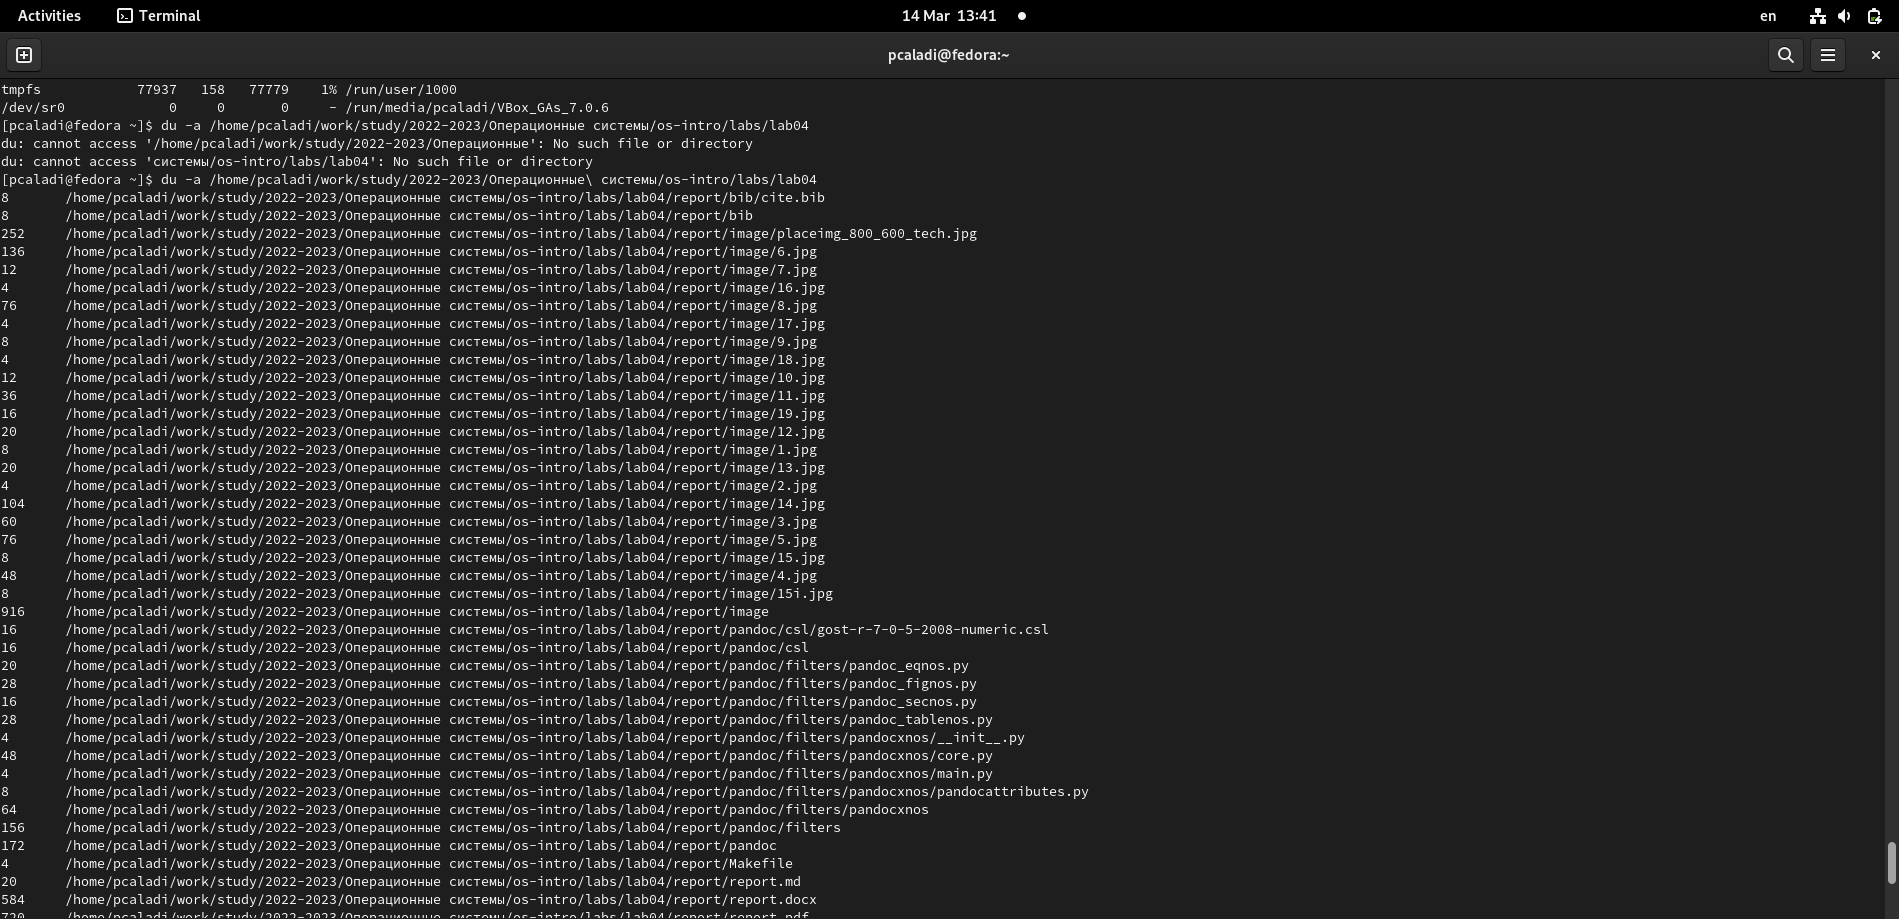 Activities Terminal 14 Mar 13:41 en
pcaladi@fedora:~
tmpfs 77937 158 77779 1% /run/user/1000
/dev/sr0 0 0 0 - /run/media/pcaladi/VBox_GAs_7.0.6
[pcaladi@fedora ~]$ du -a /home/pcaladi/work/study/2022-2023/Операционные системы/os-intro/labs/lab04
du: cannot access '/home/pcaladi/work/study/2022-2023/Операционные': No such file or directory
du: cannot access 'системы/os-intro/labs/lab04': No such file or directory
[pcaladi@fedora ~]$ du -a /home/pcaladi/work/study/2022-2023/Операционные\ системы/os-intro/labs/lab04
8 /home/pcaladi/work/study/2022-2023/Операционные системы/os-intro/labs/lab04/report/bib/cite.bib
8 /home/pcaladi/work/study/2022-2023/Операционные системы/os-intro/labs/lab04/report/bib
252 /home/pcaladi/work/study/2022-2023/Операционные системы/os-intro/labs/lab04/report/image/placeimg_800_600_tech.jpg
136 /home/pcaladi/work/study/2022-2023/Операционные системы/os-intro/labs/lab04/report/image/6.jpg
12 /home/pcaladi/work/study/2022-2023/Операционные системы/os-intro/labs/lab04/report/image/7.jpg
4 /home/pcaladi/work/study/2022-2023/Операционные системы/os-intro/labs/lab04/report/image/16.jpg
76 /home/pcaladi/work/study/2022-2023/Операционные системы/os-intro/labs/lab04/report/image/8.jpg
4 /home/pcaladi/work/study/2022-2023/Операционные системы/os-intro/labs/lab04/report/image/17.jpg
8 /home/pcaladi/work/study/2022-2023/Операционные системы/os-intro/labs/lab04/report/image/9.jpg
4 /home/pcaladi/work/study/2022-2023/Операционные системы/os-intro/labs/lab04/report/image/18.jpg
12 /home/pcaladi/work/study/2022-2023/Операционные системы/os-intro/labs/lab04/report/image/10.jpg
36 /home/pcaladi/work/study/2022-2023/Операционные системы/os-intro/labs/lab04/report/image/11.jpg
16 /home/pcaladi/work/study/2022-2023/Операционные системы/os-intro/labs/lab04/report/image/19.jpg
20 /home/pcaladi/work/study/2022-2023/Операционные системы/os-intro/labs/lab04/report/image/12.jpg
8 /home/pcaladi/work/study/2022-2023/Операционные системы/os-intro/labs/lab04/report/image/1.jpg
20 /home/pcaladi/work/study/2022-2023/Операционные системы/os-intro/labs/lab04/report/image/13.jpg
4 /home/pcaladi/work/study/2022-2023/Операционные системы/os-intro/labs/lab04/report/image/2.jpg
104 /home/pcaladi/work/study/2022-2023/Операционные системы/os-intro/labs/lab04/report/image/14.jpg
60 /home/pcaladi/work/study/2022-2023/Операционные системы/os-intro/labs/lab04/report/image/3.jpg
76 /home/pcaladi/work/study/2022-2023/Операционные системы/os-intro/labs/lab04/report/image/5.jpg
8 /home/pcaladi/work/study/2022-2023/Операционные системы/os-intro/labs/lab04/report/image/15.jpg
48 /home/pcaladi/work/study/2022-2023/Операционные системы/os-intro/labs/lab04/report/image/4.jpg
8 /home/pcaladi/work/study/2022-2023/Операционные системы/os-intro/labs/lab04/report/image/15i.jpg
916 /home/pcaladi/work/study/2022-2023/Операционные системы/os-intro/labs/lab04/report/image
16 /home/pcaladi/work/study/2022-2023/Операционные системы/os-intro/labs/lab04/report/pandoc/csl/gost-r-7-0-5-2008-numeric.csl
16 /home/pcaladi/work/study/2022-2023/Операционные системы/os-intro/labs/lab04/report/pandoc/csl
20 /home/pcaladi/work/study/2022-2023/Операционные системы/os-intro/labs/lab04/report/pandoc/filters/pandoc_eqnos.py
28 /home/pcaladi/work/study/2022-2023/Операционные системы/os-intro/labs/lab04/report/pandoc/filters/pandoc_fignos.py
16 /home/pcaladi/work/study/2022-2023/Операционные системы/os-intro/labs/lab04/report/pandoc/filters/pandoc_secnos.py
28 /home/pcaladi/work/study/2022-2023/Операционные системы/os-intro/labs/lab04/report/pandoc/filters/pandoc_tablenos.py
4 /home/pcaladi/work/study/2022-2023/Операционные системы/os-intro/labs/lab04/report/pandoc/filters/pandocxnos/__init__.py
48 /home/pcaladi/work/study/2022-2023/Операционные системы/os-intro/labs/lab04/report/pandoc/filters/pandocxnos/core.py
4 /home/pcaladi/work/study/2022-2023/Операционные системы/os-intro/labs/lab04/report/pandoc/filters/pandocxnos/main.py
8 /home/pcaladi/work/study/2022-2023/Операционные системы/os-intro/labs/lab04/report/pandoc/filters/pandocxnos/pandocattributes.py
64 /home/pcaladi/work/study/2022-2023/Операционные системы/os-intro/labs/lab04/report/pandoc/filters/pandocxnos
156 /home/pcaladi/work/study/2022-2023/Операционные системы/os-intro/labs/lab04/report/pandoc/filters
172 /home/pcaladi/work/study/2022-2023/Операционные системы/os-intro/labs/lab04/report/pandoc
4 /home/pcaladi/work/study/2022-2023/Операционные системы/os-intro/labs/lab04/report/Makefile
20 /home/pcaladi/work/study/2022-2023/Операционные системы/os-intro/labs/lab04/report/report.md
584 /home/pcaladi/work/study/2022-2023/Операционные системы/os-intro/labs/lab04/report/report.docx
720 /home/pcaladi/work/study/2022-2023/Операционные системы/os-intro/labs/lab04/report/report.pdf